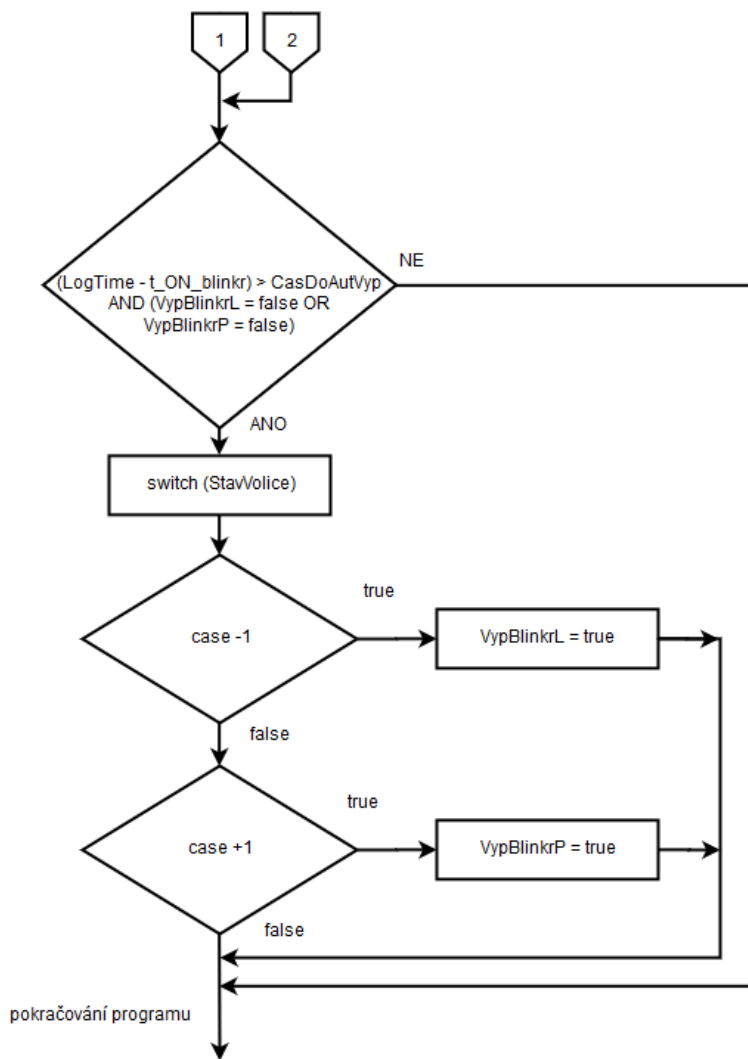 1
2
NE
(LogTime - t_ON_blinkr) > CasDoAutVyp
AND (VypBlinkrL = false OR
VypBlinkrP = false)
ANO
switch (StavVolice)
true
case -1
VypBlinkrL = true
false
true
case +1
VypBlinkrP = true
false
pokračování programu